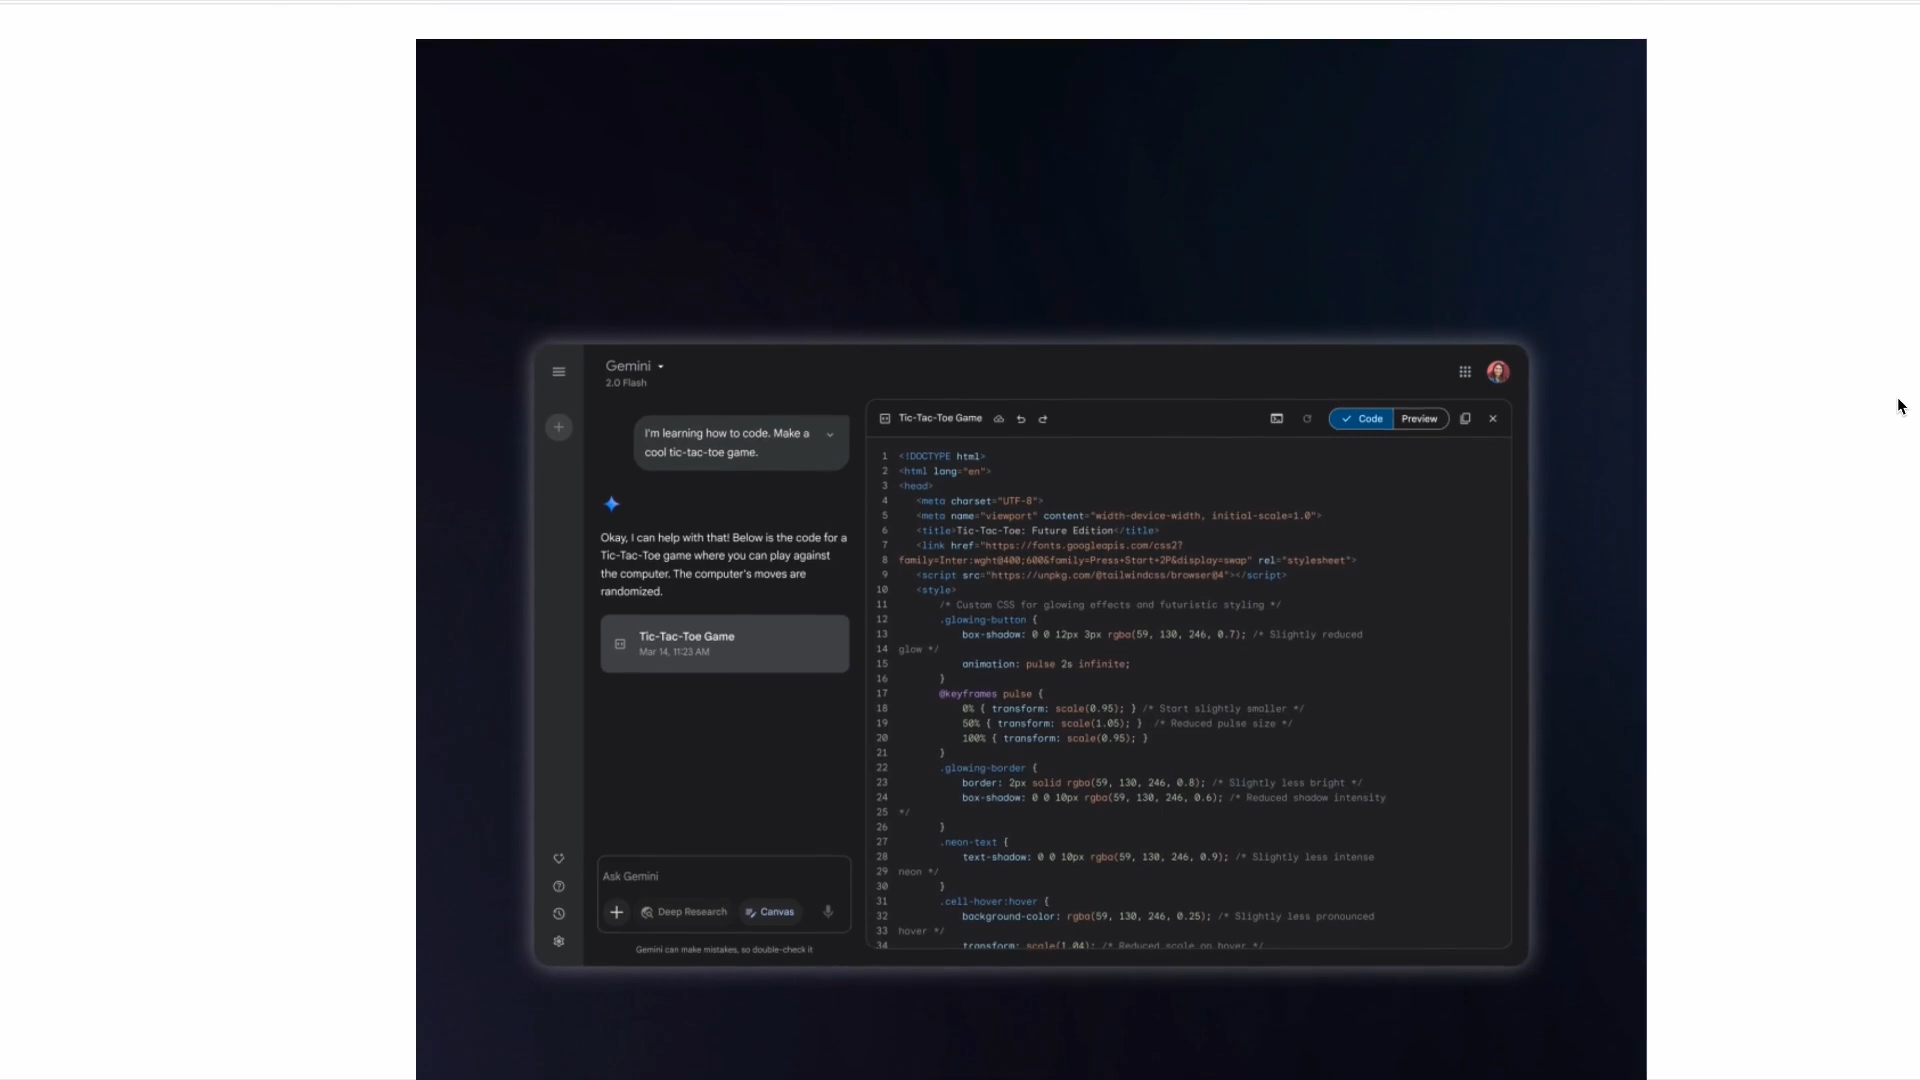 Gemini
2.0 Flash
I'm learning how to code. Make a
cool tic-tac-toe game.
Okay, I can help with that! Below is the code for a
Tic-Tac-Toe game where you can play against
the computer. The computer's moves are
randomized.
Tic-Tac-Toe Game
Mar 14, 11:23 AM
Ask Gemini
Deep Research
Canvas
Gemini can make mistakes, so double-check it
Tic-Tac-Toe Game
Code
Preview
1 <!DOCTYPE html>
2 <html lang="en">
3 <head>
4 <meta charset="UTF-8">
5 <meta name="viewport" content="width-device-width, initial-scale=1.0">
6 <title>Tic-Tac-Toe: Future Edition</title>
7 <link href="https://fonts.googleapis.com/css2?
8 family=Inter:wght@400;600&family=Press+Start+2P&display=swap" rel="stylesheet">
9 <script src="https://unpkg.com/@tailwindcss/browser@4"></script>
10 <style>
11 /* Custom CSS for glowing effects and futuristic styling */
12 .glowing-button {
13 box-shadow: 0 0 12px 3px rgba(59, 130, 246, 0.7); /* Slightly reduced
14 glow */
15 animation: pulse 2s infinite;
16 }
17 @keyframes pulse {
18 0% { transform: scale(0.95); } /* Start slightly smaller */
19 50% { transform: scale(1.05); } /* Reduced pulse size */
20 100% { transform: scale(0.95); }
21 }
22 .glowing-border {
23 border: 2px solid rgba(59, 130, 246, 0.8); /* Slightly less bright */
24 box-shadow: 0 0 10px rgba(59, 130, 246, 0.6); /* Reduced shadow intensity
25 */
26 }
27 .neon-text {
28 text-shadow: 0 0 10px rgba(59, 130, 246, 0.9); /* Slightly less intense
29 neon */
30 }
31 .cell-hover:hover {
32 background-color: rgba(59, 130, 246, 0.25); /* Slightly less pronounced
33 hover */
34 transform: scale(1.04); /* Reduced scale on hover */